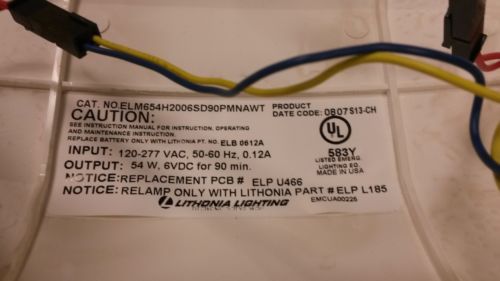 CAT. NO.ELM654H2006SD90PMNAWT
PRODUCT
DATE CODE: 0807S13-CH
CAUTION:
SEE INSTRUCTION MANUAL FOR INSTRUCTION, OPERATING
AND MAINTENANCE INSTRUCTION.
REPLACE BATTERY ONLY WITH LITHONIA PT. NO. ELB 0612A
INPUT: 120-277 VAC, 50-60 Hz, 0.12A
OUTPUT: 54 W, 6VDC for 90 min.
UL
583Y
LISTED EMERG.
LIGHTING EQ.
MADE IN USA
NOTICE:REPLACEMENT PCB # ELP U466
NOTICE: RELAMP ONLY WITH LITHONIA PART # ELP L185
LITHONIA LIGHTING
EMCUA00225